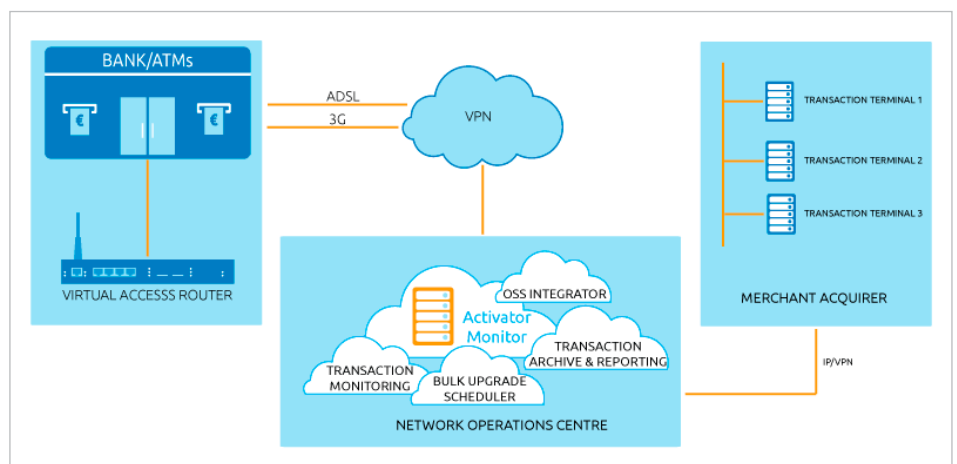 BANK/ATMs
€
€
VIRTUAL ACCESSS ROUTER
ADSL
3G
VPN
TRANSACTION TERMINAL 1
TRANSACTION TERMINAL 2
TRANSACTION TERMINAL 3
MERCHANT ACQUIRER
IP/VPN
OSS INTEGRATOR
Activator
Monitor
TRANSACTION
ARCHIVE & REPORTING
TRANSACTION
MONITORING
BULK UPGRADE
SCHEDULER
NETWORK OPERATIONS CENTRE